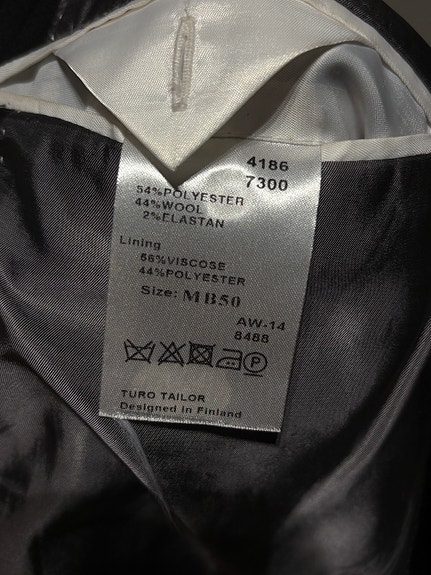 4186
7300
54%POLYESTER
44%WOOL
2%ELASTAN
Lining
56%VISCOSE
44%POLYESTER
Size: MB50
AW-14
8488
P
TURO TAILOR
Designed in Finland